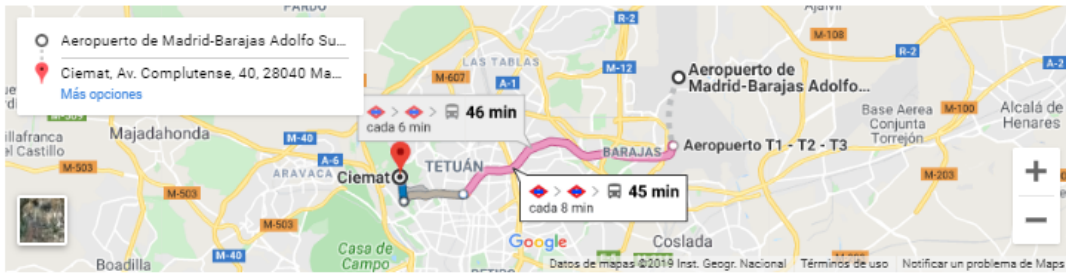 Aeropuerto de Madrid-Barajas Adolfo Su...
Ciemat, Av. Complutense, 40, 28040 Ma...
Más opciones
PARDO
Ajalvir
R-2
M-108
R-2
A-2
LAS TABLAS
M-12
M-607
A-1
Aeropuerto de
Madrid-Barajas Adolfo...
46 min
cada 6 min
Base Aerea
Conjunta
Torrejón
M-100
Alcalá de
Henares
illafranca
el Castillo
Majadahonda
M-40
A-6
ARAVACA
Ciemat
TETUÁN
BARAJAS
Aeropuerto T1 - T2 - T3
M-503
M-503
M-503
M-203
45 min
cada 8 min
Google
Coslada
Boadilla
M-40
Casa de
Campo
Datos de mapas ©2019 Inst. Geogr. Nacional
Términos de uso
Notificar un problema de Maps